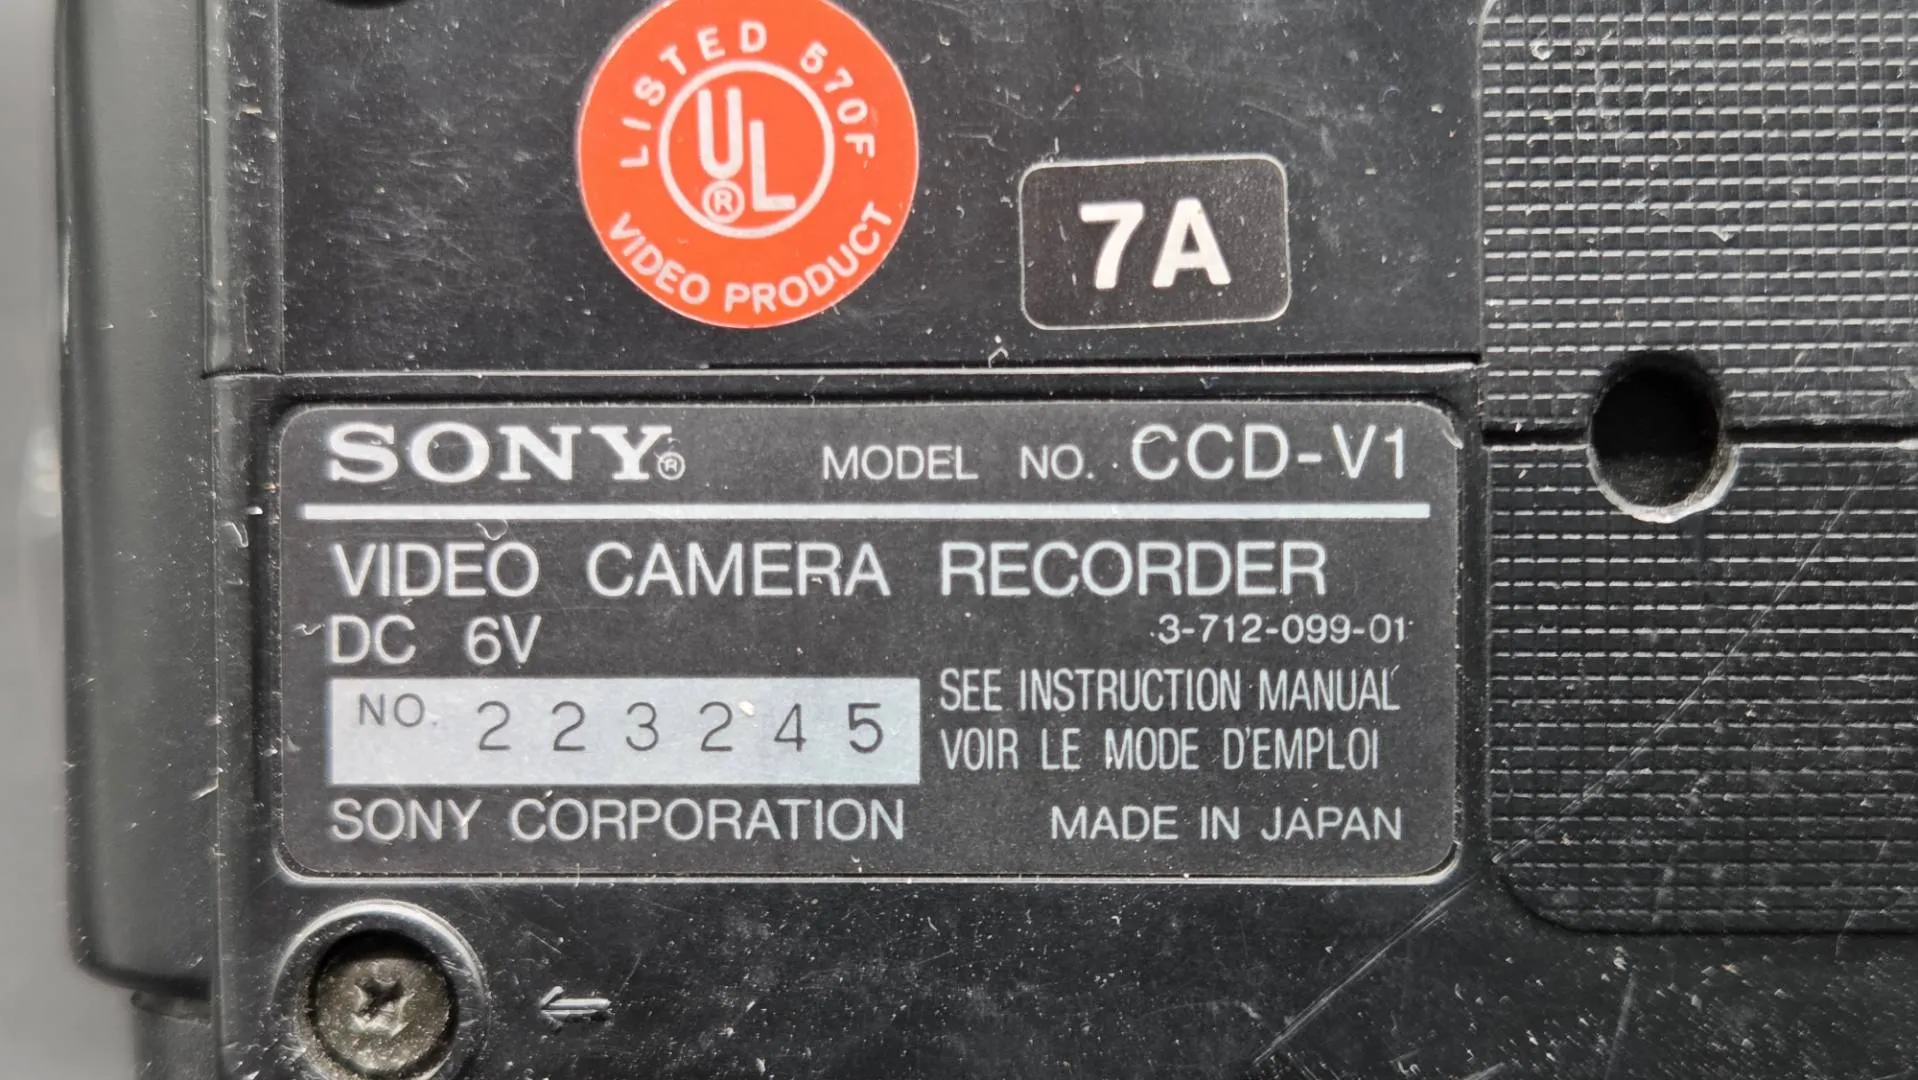 LISTED 570F
UL®
VIDEO PRODUCT
7A
SONY® MODEL NO. CCD-V1
VIDEO CAMERA RECORDER
DC 6V
3-712-099-01
NO. 223245
SEE INSTRUCTION MANUAL
VOIR LE MODE D'EMPLOI
SONY CORPORATION
MADE IN JAPAN